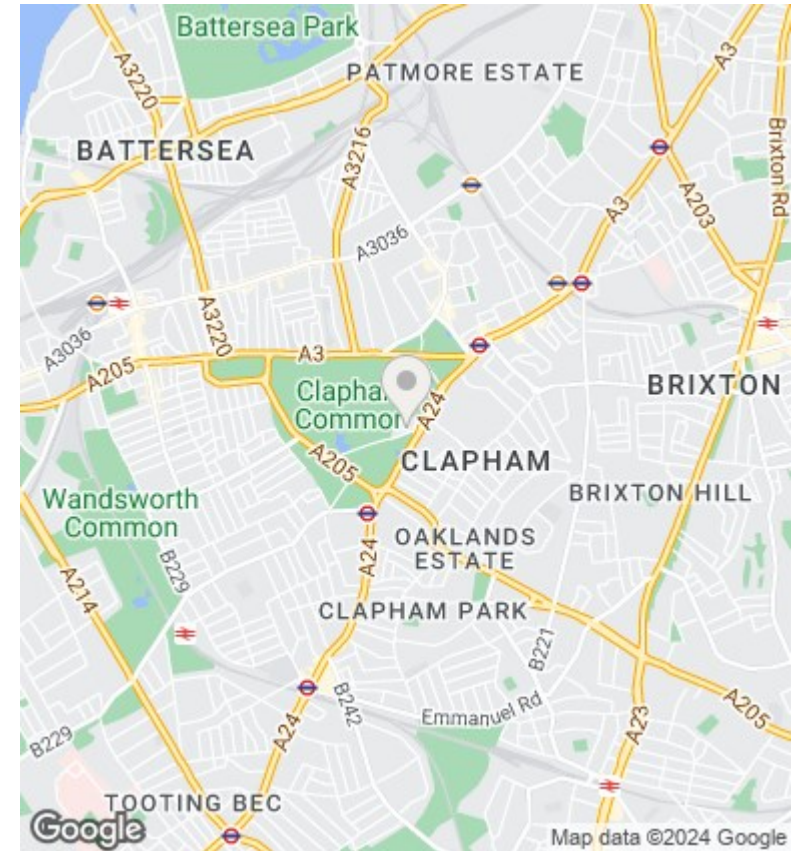 Battersea Park
PATMORE ESTATE
A3
A3220
BATTERSEA
A3216
Brixton Rd
A203
A3
A3036
A3220
A3036
A3
A205
Clapham
Common
A24
BRIXTON
A205
CLAPHAM
Wandsworth
Common
BRIXTON HILL
B229
OAKLANDS
ESTATE
A24
A214
CLAPHAM PARK
B221
B242
Emmanuel Rd
A205
A24
A23
B229
TOOTING BEC
Google
Map data ©2024 Google